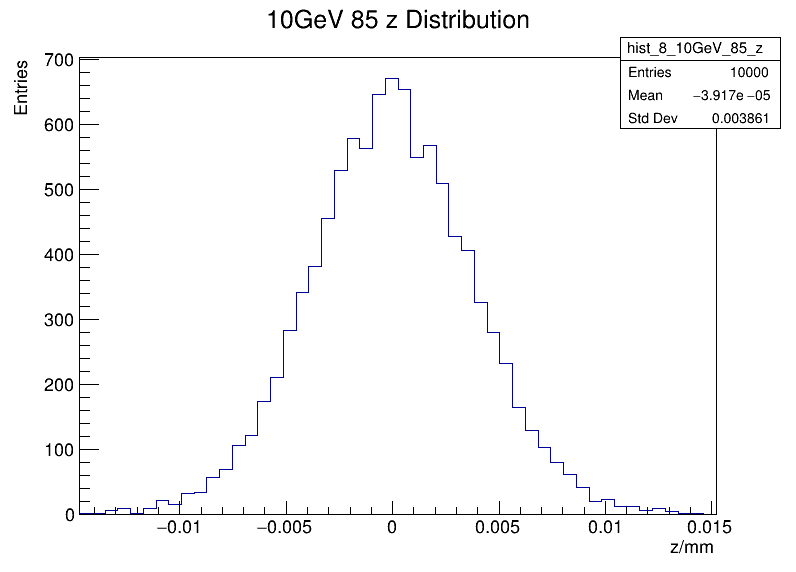 10GeV 85 z Distribution
hist_8_10GeV_85_z
Entries 10000
Mean −3.917e−05
Std Dev 0.003861
Entries
700
600
500
400
300
200
100
0
−0.01 −0.005 0 0.005 0.01 0.015
z/mm